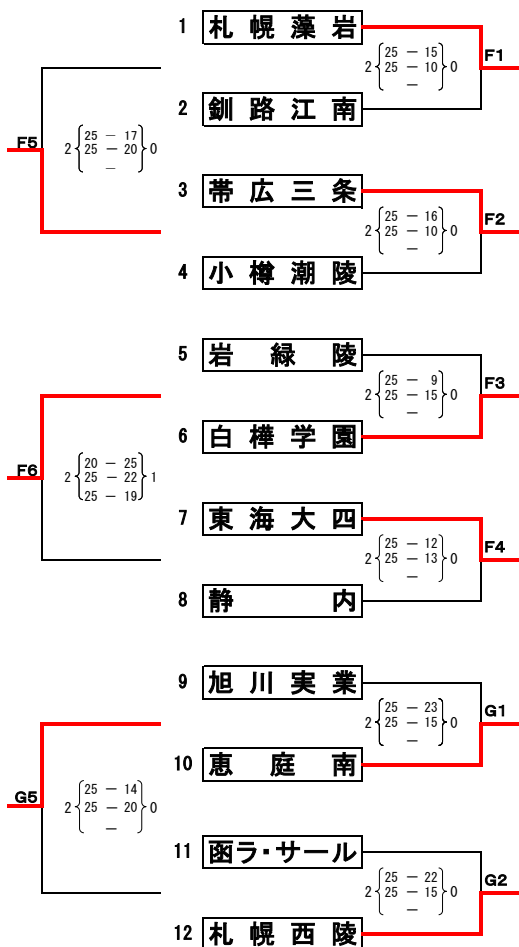 1 札幌藻岩
2 { 25 － 15 } 0
25 － 10
－
F1
2 釧路江南
F5
2 { 25 － 17 } 0
25 － 20
－
3 帯広三条
2 { 25 － 16 } 0
25 － 10
－
F2
4 小樽潮陵
5 岩緑陵
2 { 25 － 9 } 0
25 － 15
－
F3
6 白樺学園
F6
2 { 20 － 25 } 1
25 － 22
25 － 19
7 東海大四
2 { 25 － 12 } 0
25 － 13
－
F4
8 静内
9 旭川実業
2 { 25 － 23 } 0
25 － 15
－
G1
10 恵庭南
G5
2 { 25 － 14 } 0
25 － 20
－
11 函ラ・サール
2 { 25 － 22 } 0
25 － 15
－
G2
12 札幌西陵